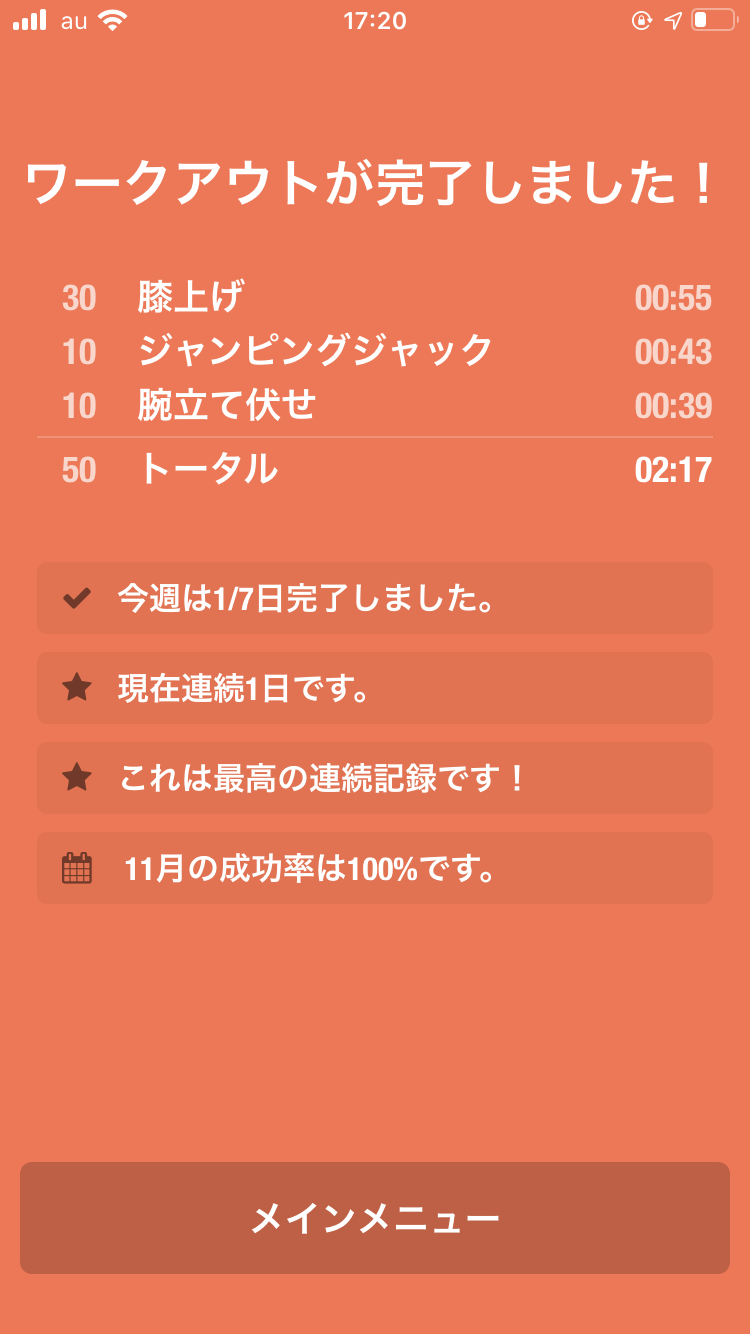 au 17:20
ワークアウトが完了しました！
30 膝上げ 00:55
10 ジャンピングジャック 00:43
10 腕立て伏せ 00:39
50 トータル 02:17
今週は1/7日完了しました。
現在連続1日です。
これは最高の連続記録です！
11月の成功率は100%です。
メインメニュー